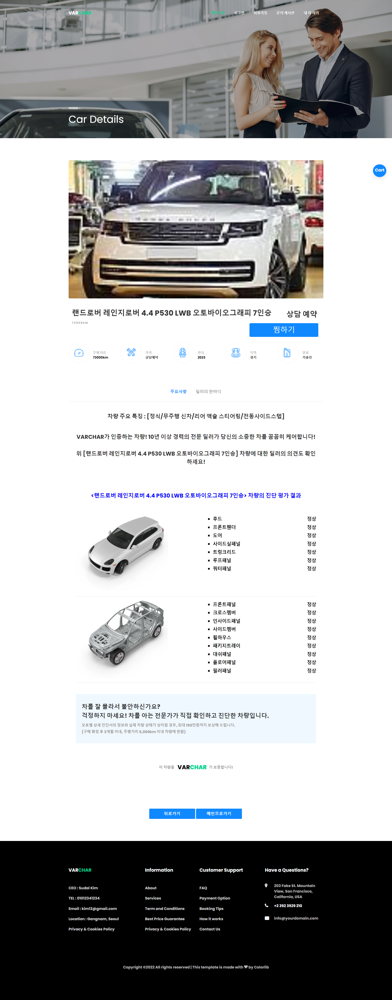 VARCHAR
메인화면 로그인 회원가입 문의 게시판 내 차 사기
HOME >
Car Details
Cart
랜드로버 레인지로버 4.4 P530 LWB 오토바이오그래피 7인승
상담 예약
73000KM
찜하기
주행거리
73000km
가격
상담예약
연식
2023
지역
경기
연료
가솔린
주요사항 딜러의 한마디
차량 주요 특징 : [정식/무주행 신차/리어 액슬 스티어링/전동사이드스텝]
VARCHAR가 인증하는 차량! 10년 이상 경력의 전문 딜러가 당신의 소중한 차를 꼼꼼히 케어합니다!
위 [랜드로버 레인지로버 4.4 P530 LWB 오토바이오그래피 7인승] 차량에 대한 딜러의 의견도 확인
하세요!
<랜드로버 레인지로버 4.4 P530 LWB 오토바이오그래피 7인승> 차량의 진단 평가 결과
후드 정상
프론트휀더 정상
도어 정상
사이드실패널 정상
트렁크리드 정상
루프패널 정상
쿼터패널 정상
프론트패널 정상
크로스멤버 정상
인사이드패널 정상
사이드멤버 정상
휠하우스 정상
패키지트레이 정상
대쉬패널 정상
플로어패널 정상
필러패널 정상
차를 잘 몰라서 불안하신가요?
걱정하지 마세요! 차를 아는 전문가가 직접 확인하고 진단한 차량입니다.
오토벨 상세 진단서의 정보와 실제 차량 상태가 상이할 경우, 최대 150만원까지 보상해 드립니다.
(구매 확정 후 3개월 이내, 주행거리 5,000km 이내 차량에 한함)
이 차량을 VARCHAR 가 보증합니다!
뒤로가기 메인으로가기
VARCHAR
CEO : Sudal Kim
TEL : 01012341234
Email : kim12@gmail.com
Location : Gangnam, Seoul
Privacy & Cookies Policy
Information
About
Services
Term and Conditions
Best Price Guarantee
Privacy & Cookies Policy
Customer Support
FAQ
Payment Option
Booking Tips
How it works
Contact Us
Have a Questions?
203 Fake St. Mountain
View, San Francisco,
California, USA
+2 392 3929 210
info@yourdomain.com
Copyright ©2022 All rights reserved | This template is made with ♥ by Colorlib